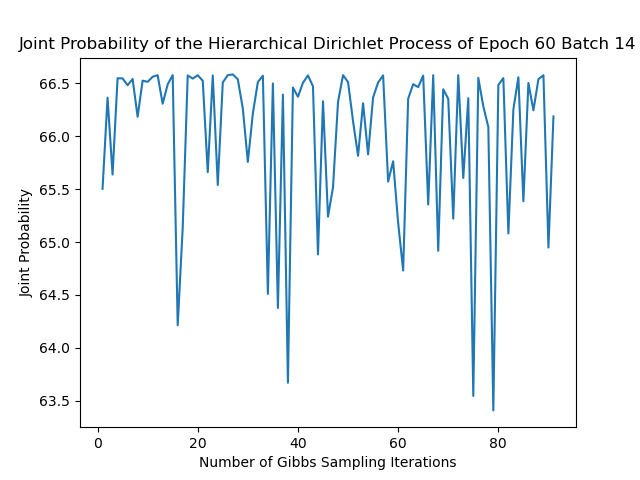 Joint Probability of the Hierarchical Dirichlet Process of Epoch 60 Batch 14
66.5
66.0
65.5
65.0
64.5
64.0
63.5
Joint Probability
0 20 40 60 80
Number of Gibbs Sampling Iterations